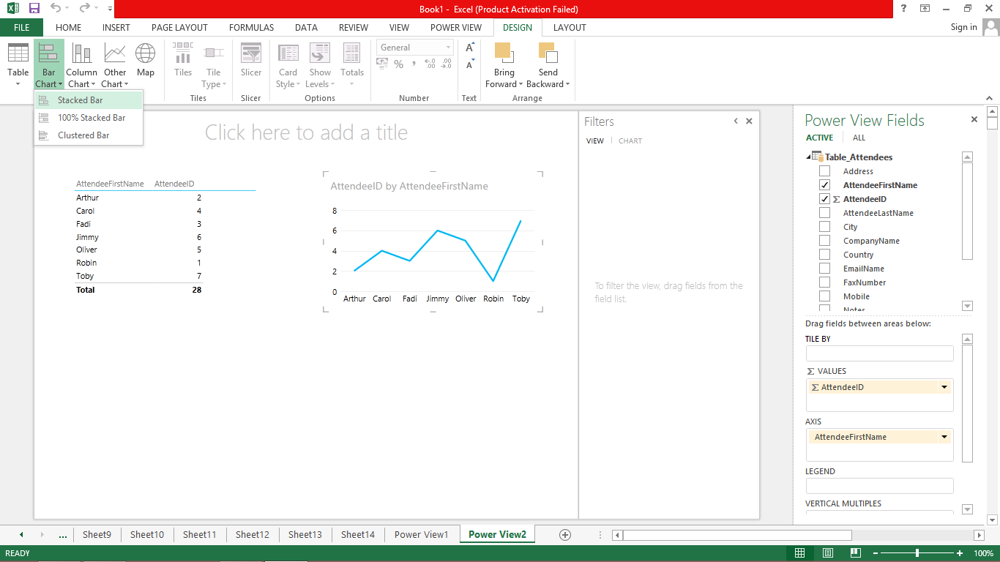 Book1 - Excel (Product Activation Failed)
FILE HOME INSERT PAGE LAYOUT FORMULAS DATA REVIEW VIEW POWER VIEW DESIGN LAYOUT Sign in
Table Bar Chart Column Chart Other Chart Map Tiles Tile Type Slicer Card Style Show Levels Totals General % , .00 .0 A A Bring Forward Send Backward
Tiles Slicer Options Number Text Arrange
Stacked Bar
100% Stacked Bar
Clustered Bar
Click here to add a title
AttendeeFirstName AttendeeID
Arthur 2
Carol 4
Fadi 3
Jimmy 6
Oliver 5
Robin 1
Toby 7
Total 28
AttendeeID by AttendeeFirstName
8
6
4
2
0
Arthur Carol Fadi Jimmy Oliver Robin Toby
Filters
VIEW CHART
To filter the view, drag fields from the
field list.
Power View Fields
ACTIVE ALL
Table_Attendees
Address
AttendeeFirstName
Σ AttendeeID
AttendeeLastName
City
CompanyName
Country
EmailName
FaxNumber
Mobile
Notes
Drag fields between areas below:
TILE BY
Σ VALUES
Σ AttendeeID
AXIS
AttendeeFirstName
LEGEND
VERTICAL MULTIPLES
... Sheet9 Sheet10 Sheet11 Sheet12 Sheet13 Sheet14 Power View1 Power View2
READY 100%